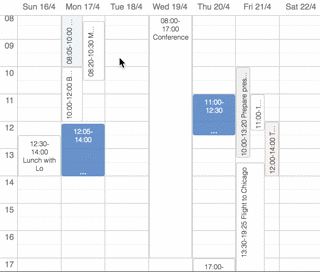 Sun 16/4 Mon 17/4 Tue 18/4 Wed 19/4 Thu 20/4 Fri 21/4 Sat 22/4
08
09
10
11
12
13
14
15
16
17
12:30-
14:00
Lunch with
Lo
08:05-10:00 ...
08:20-10:30 M...
10:00-12:00 B...
12:05-
14:00
...
08:00-
17:00
Conference
11:00-
12:30
...
17:00-
10:00-13:20 Prepare pres...
11:00-1...
13:30-19:25 Flight to Chicago
12:00-14:00 T...